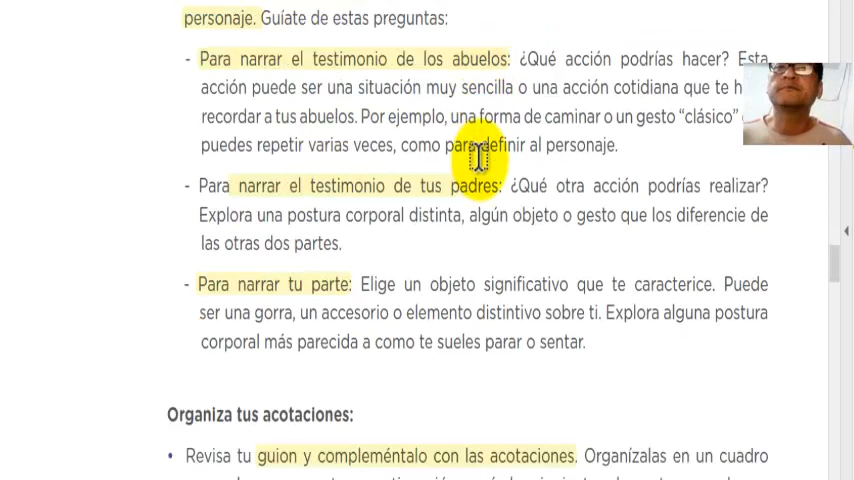 personaje. Guíate de estas preguntas:
- Para narrar el testimonio de los abuelos: ¿Qué acción podrías hacer? Esta
acción puede ser una situación muy sencilla o una acción cotidiana que te h
recordar a tus abuelos. Por ejemplo, una forma de caminar o un gesto “clásico”
puedes repetir varias veces, como para definir al personaje.
- Para narrar el testimonio de tus padres: ¿Qué otra acción podrías realizar?
Explora una postura corporal distinta, algún objeto o gesto que los diferencie de
las otras dos partes.
- Para narrar tu parte: Elige un objeto significativo que te caracterice. Puede
ser una gorra, un accesorio o elemento distintivo sobre ti. Explora alguna postura
corporal más parecida a como te sueles parar o sentar.
Organiza tus acotaciones:
• Revisa tu guion y compleméntalo con las acotaciones. Organízalas en un cuadro